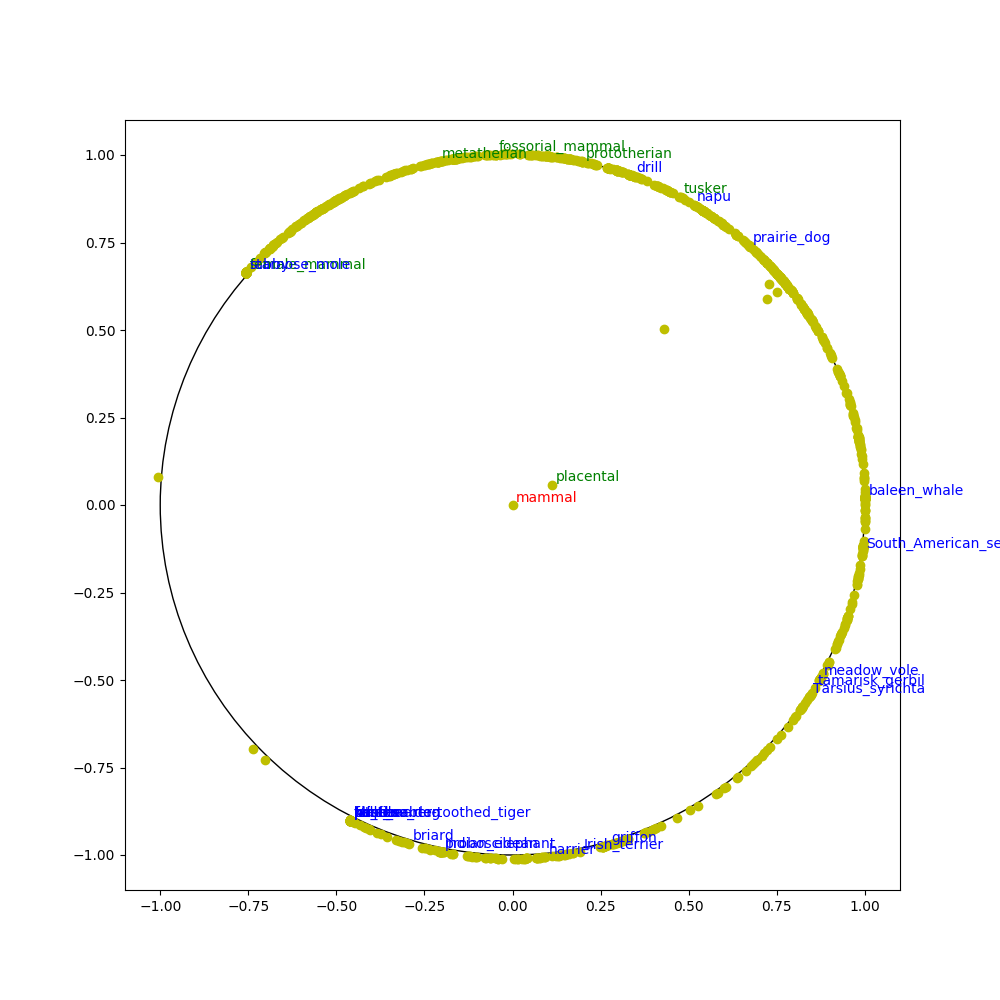 fossorial_mammal
metatherian
prototherian
drill
tusker
napu
prairie_dog
placental
mammal
baleen_whale
South_American_se
meadow_vole
tamarisk_gerbil
Tarsius_syrichta
briard
griffon
harrier
1.00
0.75
0.50
0.25
0.00
−0.25
−0.50
−0.75
−1.00
−1.00
−0.75
−0.50
−0.25
0.00
0.25
0.50
0.75
1.00